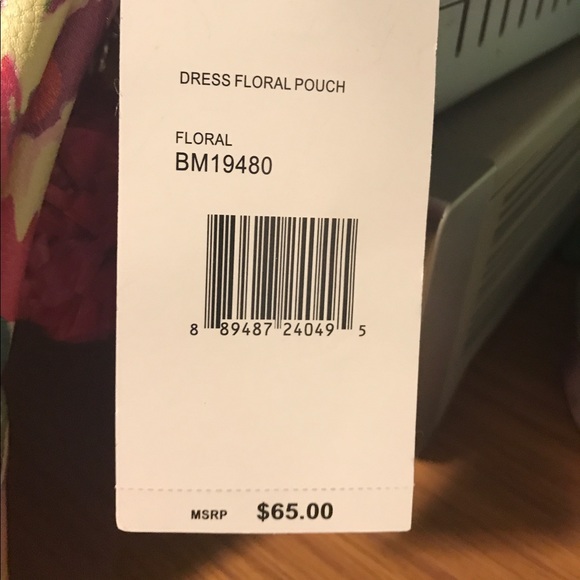 DRESS FLORAL POUCH
FLORAL
BM19480
8 89487 24049 5
MSRP $65.00